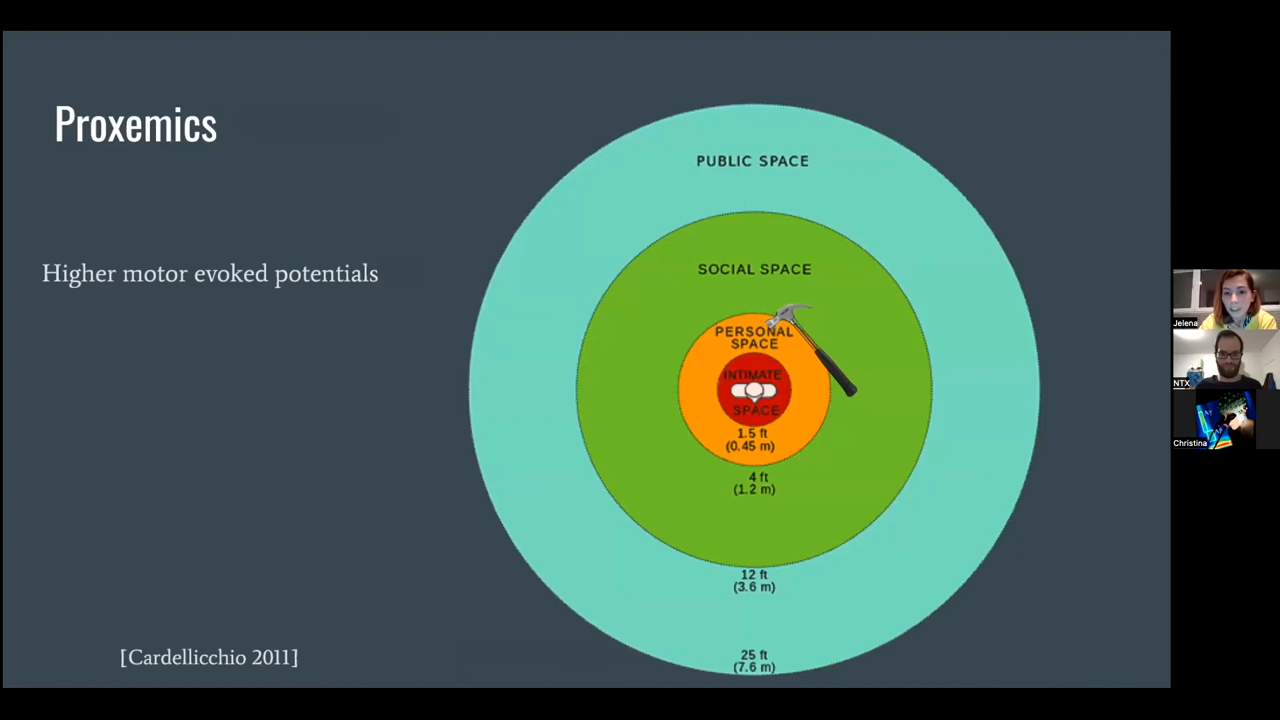 Proxemics
Higher motor evoked potentials
[Cardellicchio 2011]
PUBLIC SPACE
SOCIAL SPACE
PERSONAL
SPACE
INTIMATE
SPACE
1.5 ft
(0.45 m)
4 ft
(1.2 m)
12 ft
(3.6 m)
25 ft
(7.6 m)
Jelena
NTX
Christina